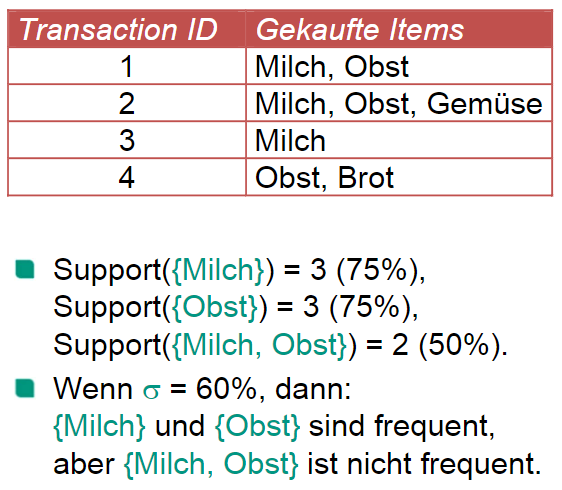 Transaction ID Gekaufte Items
1 Milch, Obst
2 Milch, Obst, Gemüse
3 Milch
4 Obst, Brot
Support({Milch}) = 3 (75%),
Support({Obst}) = 3 (75%),
Support({Milch, Obst}) = 2 (50%).
Wenn σ = 60%, dann:
{Milch} und {Obst} sind frequent,
aber {Milch, Obst} ist nicht frequent.